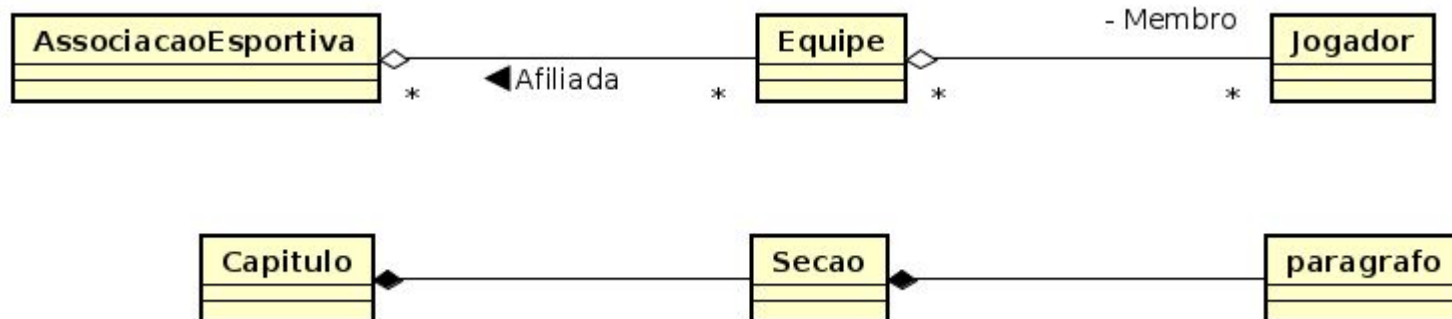 AssociacaoEsportiva
Equipe
- Membro
Jogador
◀Afiliada
*
*
*
*
Capitulo
Secao
paragrafo